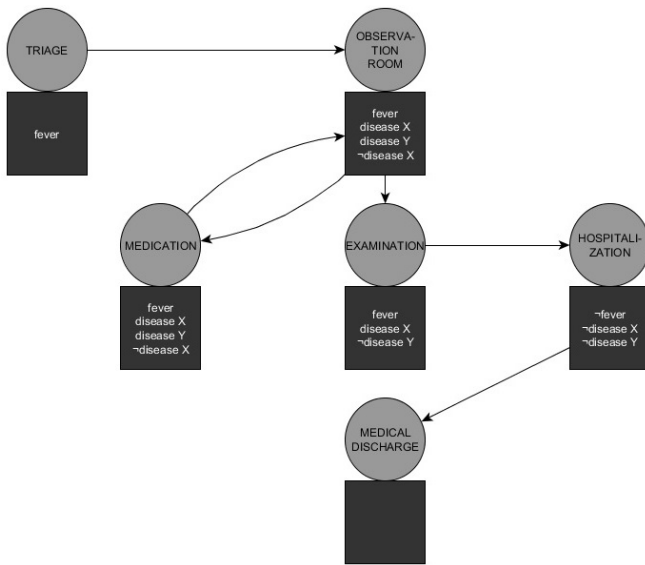 TRIAGE
OBSERVA-
TION
ROOM
fever
fever
disease X
disease Y
¬disease X
MEDICATION
EXAMINATION
HOSPITALI-
ZATION
fever
disease X
disease Y
¬disease X
fever
disease X
¬disease Y
¬fever
¬disease X
¬disease Y
MEDICAL
DISCHARGE